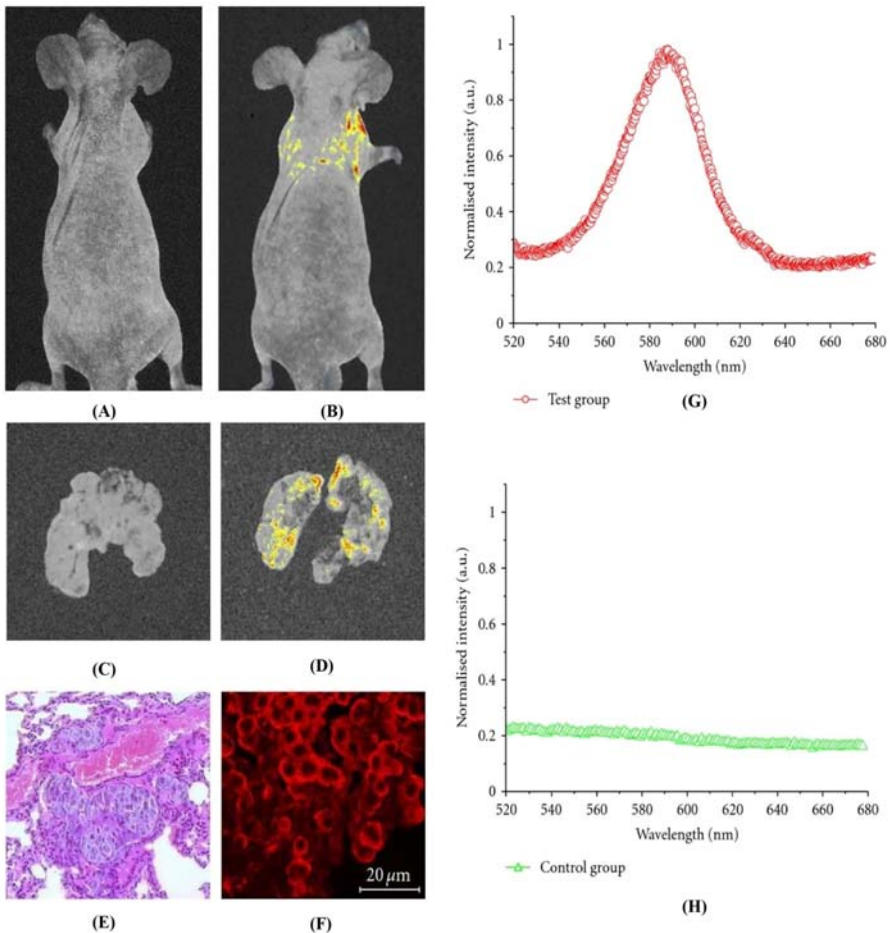 (A)
(B)
(C)
(D)
(E)
20 µm
(F)
Normalised intensity (a.u.)
1
0.8
0.6
0.4
0.2
0
520 540 560 580 600 620 640 660 680
Wavelength (nm)
Test group
(G)
Normalised intensity (a.u.)
1
0.8
0.6
0.4
0.2
0
520 540 560 580 600 620 640 660 680
Wavelength (nm)
Control group
(H)